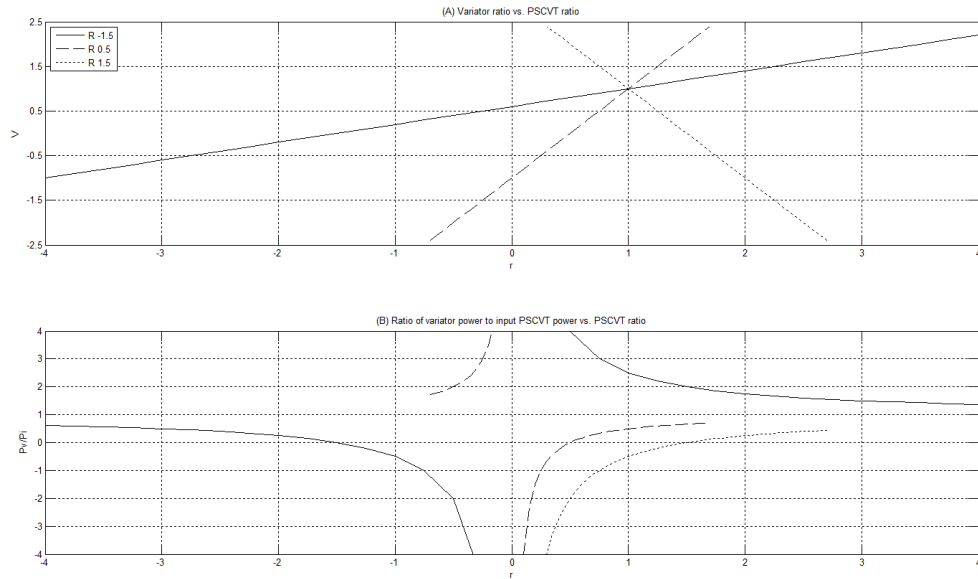 (A) Variator ratio vs. PSCVT ratio
2.5
R -1.5
R 0.5
R 1.5
1.5
0.5
V
-0.5
-1.5
-2.5
-4 -3 -2 -1 0 1 2 3 4
r
(B) Ratio of variator power to input PSCVT power vs. PSCVT ratio
4
3
2
1
Pv/Pi
0
-1
-2
-3
-4
-4 -3 -2 -1 0 1 2 3 4
r